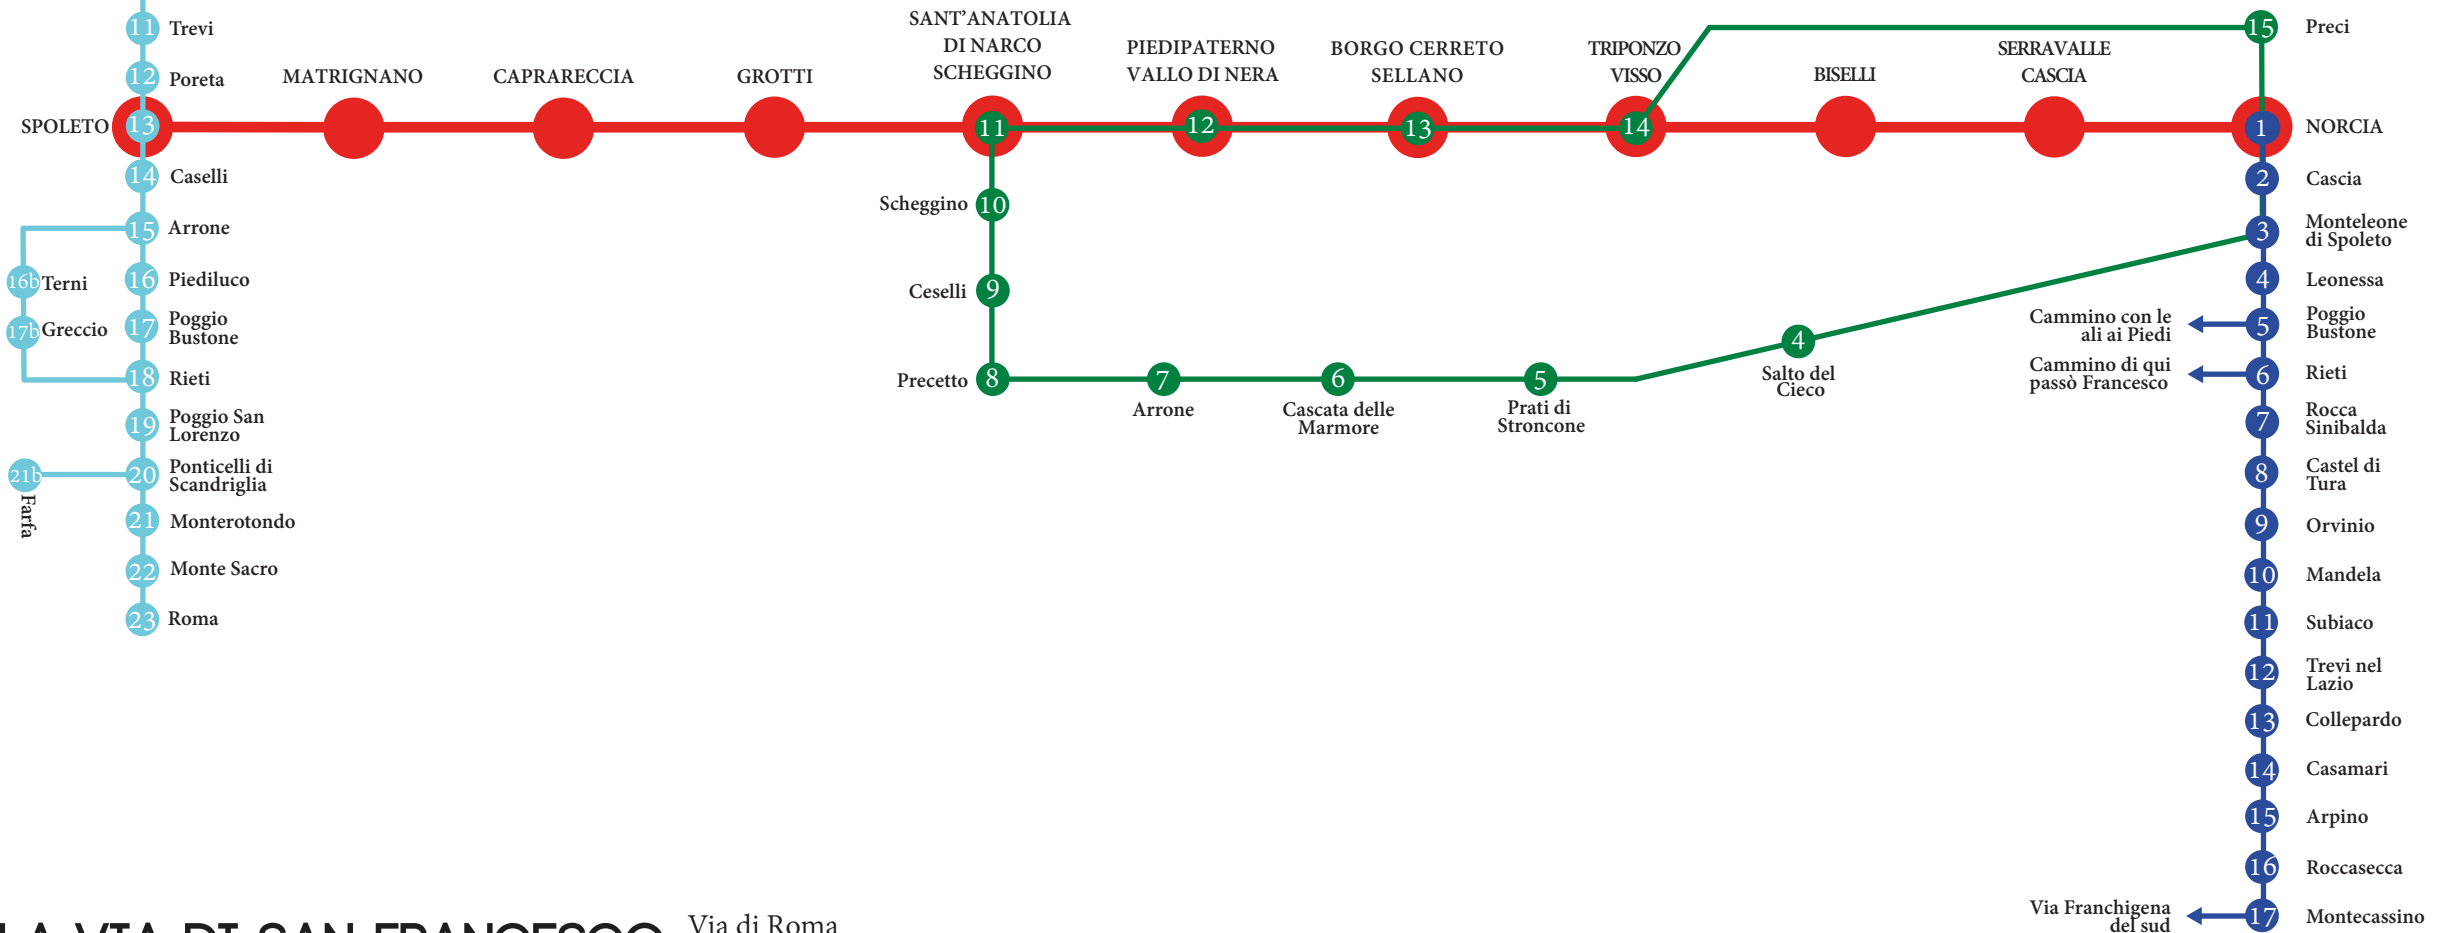 11 Trevi
12 Poreta
SPOLETO 13
14 Caselli
15 Arrone
16b Terni
16 Piediluco
17b Greccio
17 Poggio
Bustone
18 Rieti
19 Poggio San
Lorenzo
20 Ponticelli di
Scandriglia
21b
Farfa
21 Monterotondo
22 Monte Sacro
23 Roma
MATRIGNANO
CAPRARECCIA
GROTTI
SANT'ANATOLIA
DI NARCO
SCHEGGINO
11
PIEDIPATERNO
VALLO DI NERA
12
BORGO CERRETO
SELLANO
13
TRIPONZO
VISSO
14
BISELLI
SERRAVALLE
CASCIA
15 Preci
Scheggino 10
Ceselli 9
Precetto 8
7
Arrone
6
Cascata delle
Marmore
5
Prati di
Stroncone
4
Salto del
Cieco
1 NORCIA
2 Cascia
3 Monteleone
di Spoleto
4 Leonessa
Cammino con le
ali ai Piedi
5 Poggio
Bustone
Cammino di qui
passò Francesco
6 Rieti
7 Rocca
Sinibalda
8 Castel di
Tura
9 Orvinio
10 Mandela
11 Subiaco
12 Trevi nel
Lazio
13 Collepardo
14 Casamari
15 Arpino
16 Roccasecca
Via Franchigena
del sud
17 Montecassino
LA VIA DI SAN FRANCESCO Via di Roma